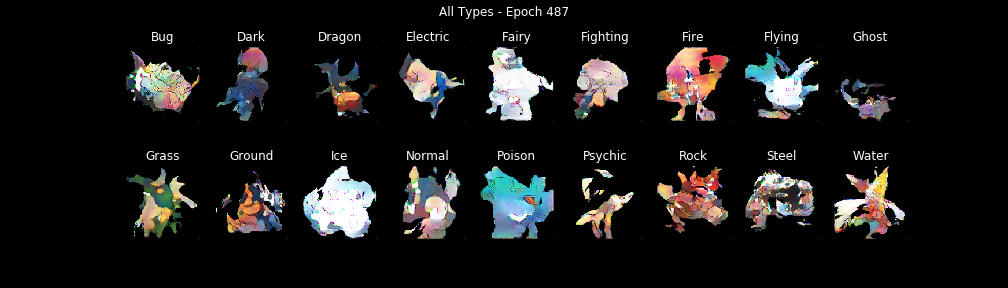 All Types - Epoch 487
Bug Dark Dragon Electric Fairy Fighting Fire Flying Ghost
Grass Ground Ice Normal Poison Psychic Rock Steel Water